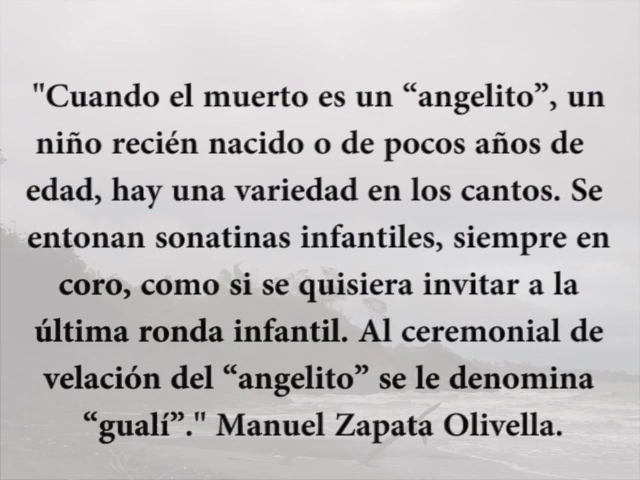 "Cuando el muerto es un “angelito”, un
niño recién nacido o de pocos años de
edad, hay una variedad en los cantos. Se
entonan sonatinas infantiles, siempre en
coro, como si se quisiera invitar a la
última ronda infantil. Al ceremonial de
velación del “angelito” se le denomina
“gualí”." Manuel Zapata Olivella.